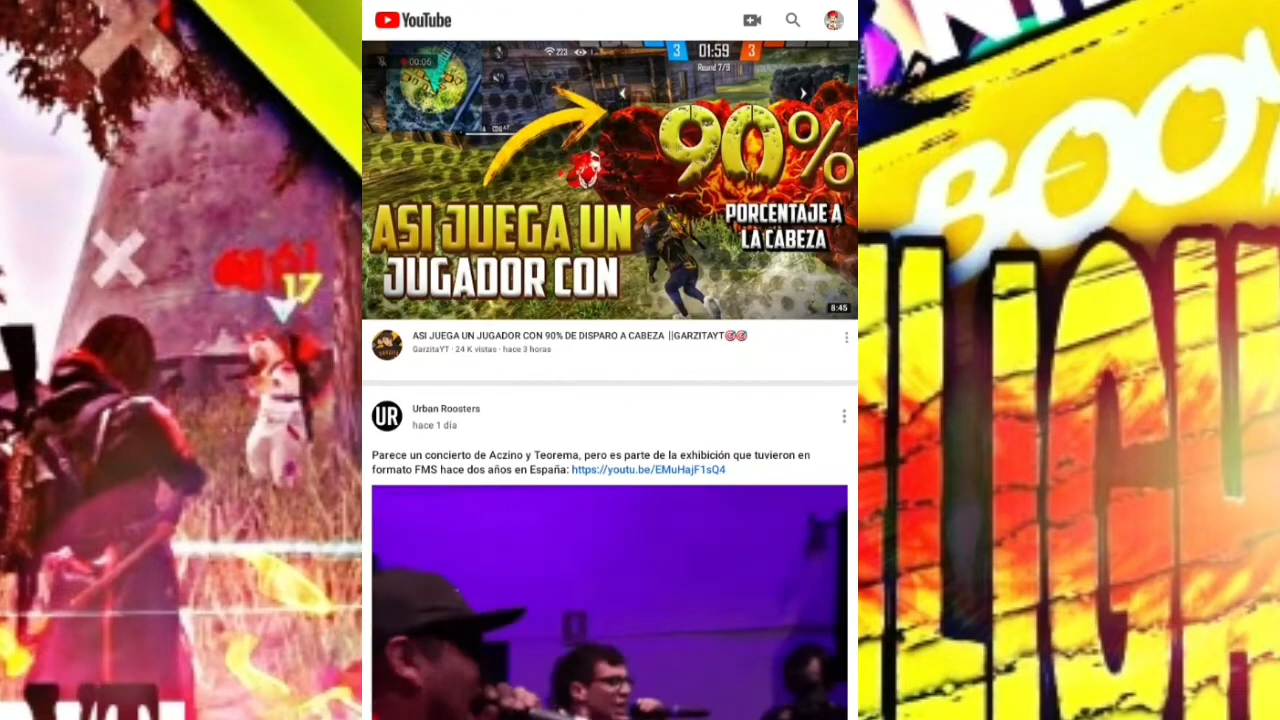 YouTube
223
3 01:59 3
Round 7/9
00:06
90%
ASI JUEGA UN
JUGADOR CON
PORCENTAJE A
LA CABEZA
8:45
ASI JUEGA UN JUGADOR CON 90% DE DISPARO A CABEZA ||GARZITAYT🎯🎯
GarzitaYT · 24 K vistas · hace 3 horas
UR
Urban Roosters
hace 1 día
Parece un concierto de Aczino y Teorema, pero es parte de la exhibición que tuvieron en
formato FMS hace dos años en España: https://youtu.be/EMuHajF1sQ4
17